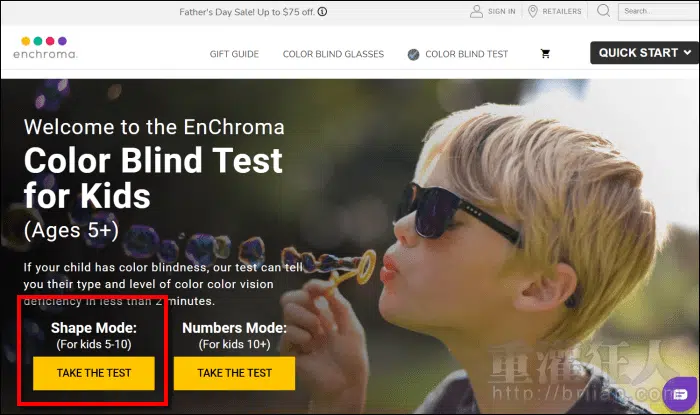 Father's Day Sale! Up to $75 off.
SIGN IN
RETAILERS
Search...
enchroma.
GIFT GUIDE
COLOR BLIND GLASSES
COLOR BLIND TEST
QUICK START
Welcome to the EnChroma
Color Blind Test
for Kids
(Ages 5+)
If your child has color blindness, our test can tell
you their type and level of color color vision
deficiency in less than 2 minutes.
Shape Mode:
(For kids 5-10)
TAKE THE TEST
Numbers Mode:
(For kids 10+)
TAKE THE TEST
重灌狂人
http://briian.com/